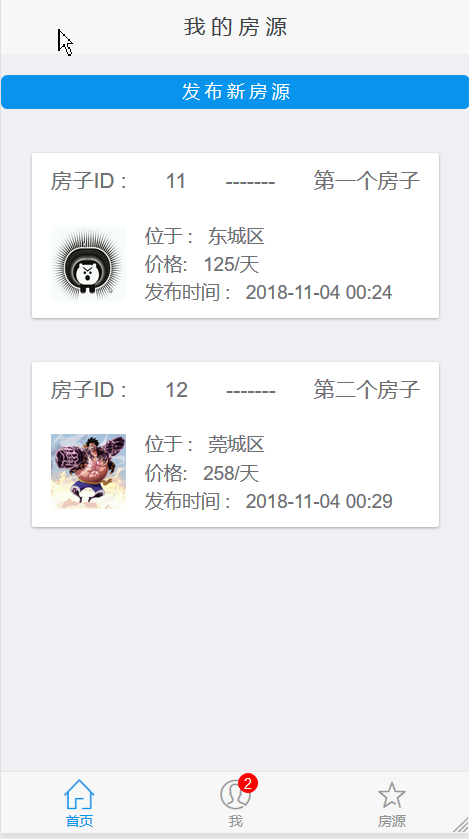 我的房源
发布新房源
房子ID： 11 ------- 第一个房子
位于： 东城区
价格: 125/天
发布时间： 2018-11-04 00:24
房子ID： 12 ------- 第二个房子
位于： 莞城区
价格: 258/天
发布时间： 2018-11-04 00:29
2
首页 我 房源